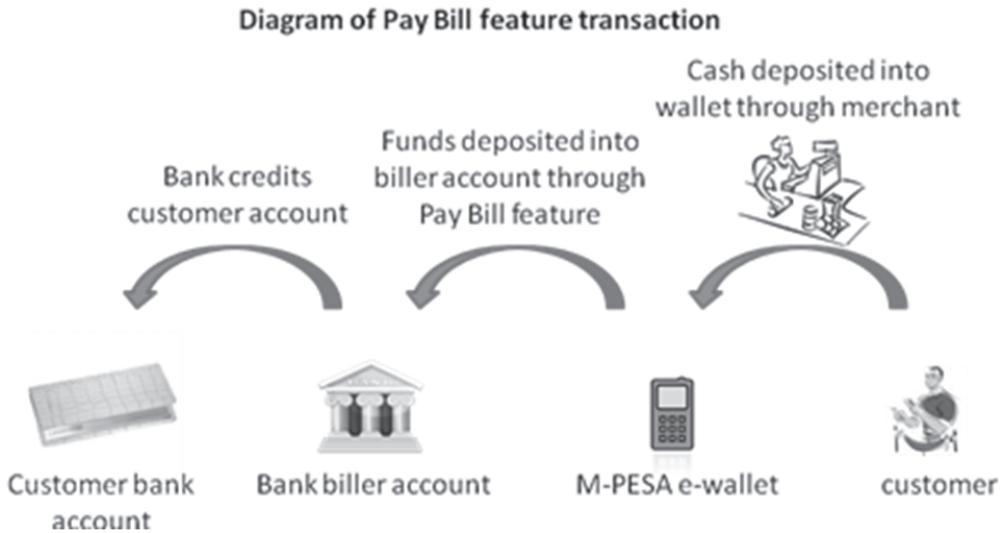 Diagram of Pay Bill feature transaction
Cash deposited into
wallet through merchant
Funds deposited into
biller account through
Pay Bill feature
Bank credits
customer account
Customer bank
account
Bank biller account
M-PESA e-wallet
customer